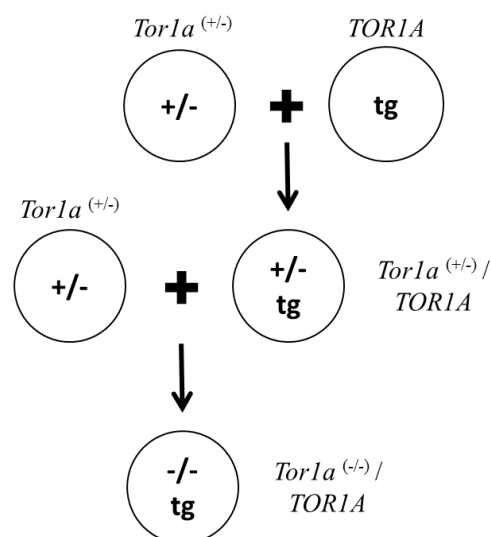 Tor1a (+/-) TOR1A
+/- + tg
Tor1a (+/-)
+/- + +/- tg Tor1a (+/-) / TOR1A
-/- tg Tor1a (-/-) / TOR1A